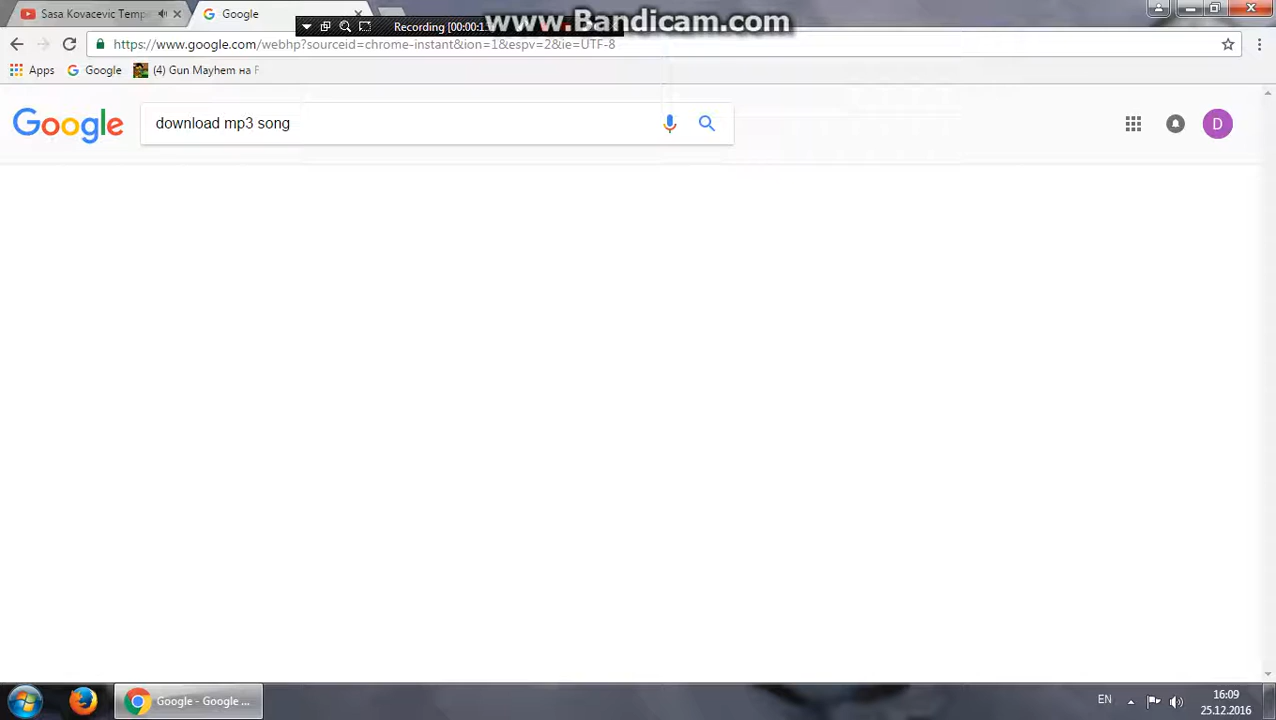 www.Bandicam.com
Sasa Kovacevic Temp
Google
Recording [00:00:1
https://www.google.com/webhp?sourceid=chrome-instant&ion=1&espv=2&ie=UTF-8
Apps
Google
(4) Gun Mayhem на F
Google
download mp3 song
D
Google - Google ...
EN
16:09
25.12.2016